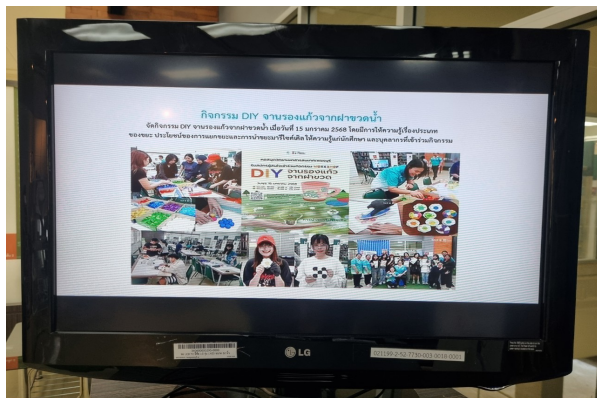 กิจกรรม DIY จานรองแก้วจากฝาขวดน้ำ
จัดกิจกรรม DIY จานรองแก้วจากฝาขวดน้ำ เมื่อวันที่ 15 มกราคม 2568 โดยมีการให้ความรู้เรื่องประเภท
ของขยะ ประโยชน์ของการแยกขยะและการนำขยะมารีไซเคิล ให้ความรู้แก่นักศึกษา และบุคลากรที่เข้าร่วมกิจกรรม
DIY จานรองแก้ว
จากฝาขวด
LG